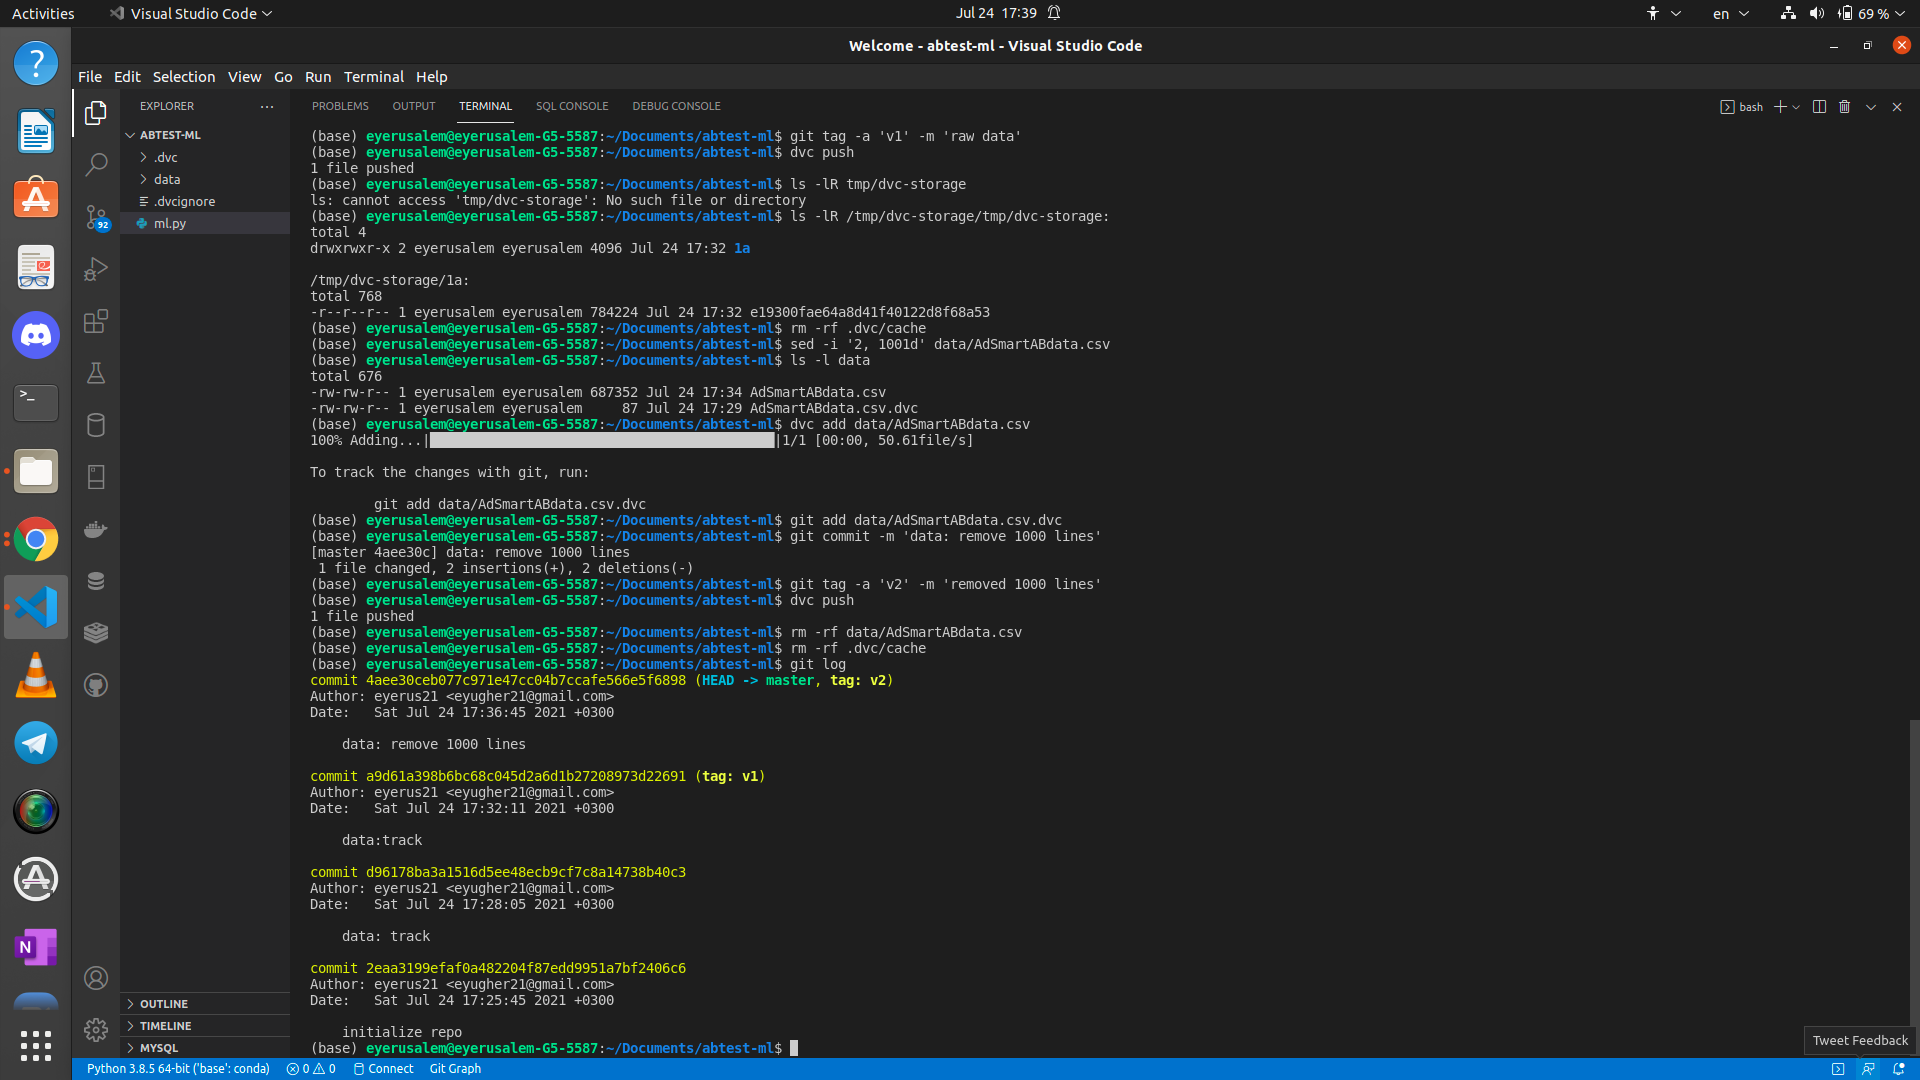 Activities
Visual Studio Code
Jul 24 17:39
en
69 %
Welcome - abtest-ml - Visual Studio Code
File Edit Selection View Go Run Terminal Help
EXPLORER
ABTEST-ML
.dvc
data
.dvcignore
ml.py
92
OUTLINE
TIMELINE
MYSQL
PROBLEMS OUTPUT TERMINAL SQL CONSOLE DEBUG CONSOLE
bash
(base) eyerusalem@eyerusalem-G5-5587:~/Documents/abtest-ml$ git tag -a 'v1' -m 'raw data'
(base) eyerusalem@eyerusalem-G5-5587:~/Documents/abtest-ml$ dvc push
1 file pushed
(base) eyerusalem@eyerusalem-G5-5587:~/Documents/abtest-ml$ ls -lR tmp/dvc-storage
ls: cannot access 'tmp/dvc-storage': No such file or directory
(base) eyerusalem@eyerusalem-G5-5587:~/Documents/abtest-ml$ ls -lR /tmp/dvc-storage/tmp/dvc-storage:
total 4
drwxrwxr-x 2 eyerusalem eyerusalem 4096 Jul 24 17:32 1a
/tmp/dvc-storage/1a:
total 768
-r--r--r-- 1 eyerusalem eyerusalem 784224 Jul 24 17:32 e19300fae64a8d41f40122d8f68a53
(base) eyerusalem@eyerusalem-G5-5587:~/Documents/abtest-ml$ rm -rf .dvc/cache
(base) eyerusalem@eyerusalem-G5-5587:~/Documents/abtest-ml$ sed -i '2, 1001d' data/AdSmartABdata.csv
(base) eyerusalem@eyerusalem-G5-5587:~/Documents/abtest-ml$ ls -l data
total 676
-rw-rw-r-- 1 eyerusalem eyerusalem 687352 Jul 24 17:34 AdSmartABdata.csv
-rw-rw-r-- 1 eyerusalem eyerusalem     87 Jul 24 17:29 AdSmartABdata.csv.dvc
(base) eyerusalem@eyerusalem-G5-5587:~/Documents/abtest-ml$ dvc add data/AdSmartABdata.csv
100% Adding...| |1/1 [00:00, 50.61file/s]
To track the changes with git, run:
git add data/AdSmartABdata.csv.dvc
(base) eyerusalem@eyerusalem-G5-5587:~/Documents/abtest-ml$ git add data/AdSmartABdata.csv.dvc
(base) eyerusalem@eyerusalem-G5-5587:~/Documents/abtest-ml$ git commit -m 'data: remove 1000 lines'
[master 4aee30c] data: remove 1000 lines
1 file changed, 2 insertions(+), 2 deletions(-)
(base) eyerusalem@eyerusalem-G5-5587:~/Documents/abtest-ml$ git tag -a 'v2' -m 'removed 1000 lines'
(base) eyerusalem@eyerusalem-G5-5587:~/Documents/abtest-ml$ dvc push
1 file pushed
(base) eyerusalem@eyerusalem-G5-5587:~/Documents/abtest-ml$ rm -rf data/AdSmartABdata.csv
(base) eyerusalem@eyerusalem-G5-5587:~/Documents/abtest-ml$ rm -rf .dvc/cache
(base) eyerusalem@eyerusalem-G5-5587:~/Documents/abtest-ml$ git log
commit 4aee30ceb077c971e47cc04b7ccafe566e5f6898 (HEAD -> master, tag: v2)
Author: eyerus21 <eyugher21@gmail.com>
Date:   Sat Jul 24 17:36:45 2021 +0300
data: remove 1000 lines
commit a9d61a398b6bc68c045d2a6d1b27208973d22691 (tag: v1)
Author: eyerus21 <eyugher21@gmail.com>
Date:   Sat Jul 24 17:32:11 2021 +0300
data:track
commit d96178ba3a1516d5ee48ecb9cf7c8a14738b40c3
Author: eyerus21 <eyugher21@gmail.com>
Date:   Sat Jul 24 17:28:05 2021 +0300
data: track
commit 2eaa3199efaf0a482204f87edd9951a7bf2406c6
Author: eyerus21 <eyugher21@gmail.com>
Date:   Sat Jul 24 17:25:45 2021 +0300
initialize repo
(base) eyerusalem@eyerusalem-G5-5587:~/Documents/abtest-ml$
Tweet Feedback
Python 3.8.5 64-bit ('base': conda) 0 0 Connect Git Graph